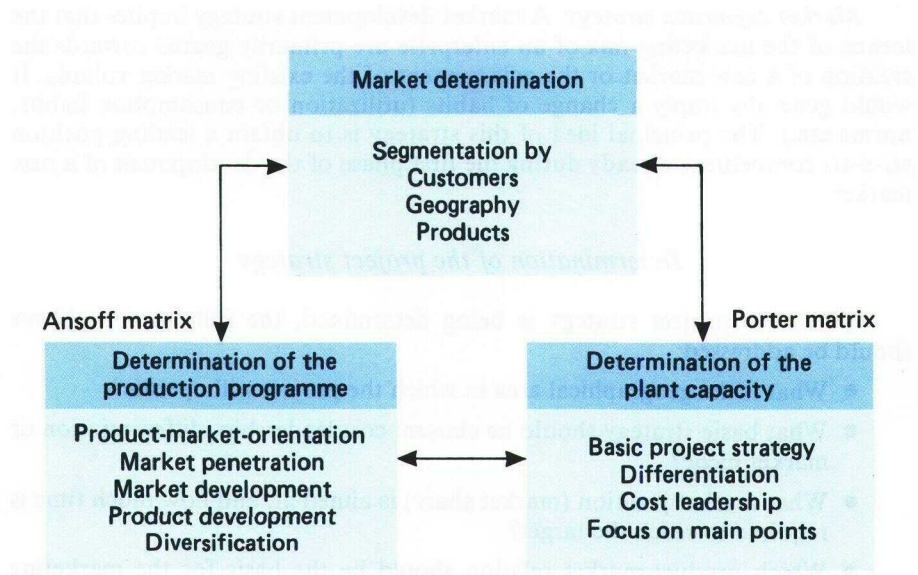 Market determination
Segmentation by
Customers
Geography
Products
Ansoff matrix
Porter matrix
Determination of the
production programme
Product-market-orientation
Market penetration
Market development
Product development
Diversification
Determination of the
plant capacity
Basic project strategy
Differentiation
Cost leadership
Focus on main points